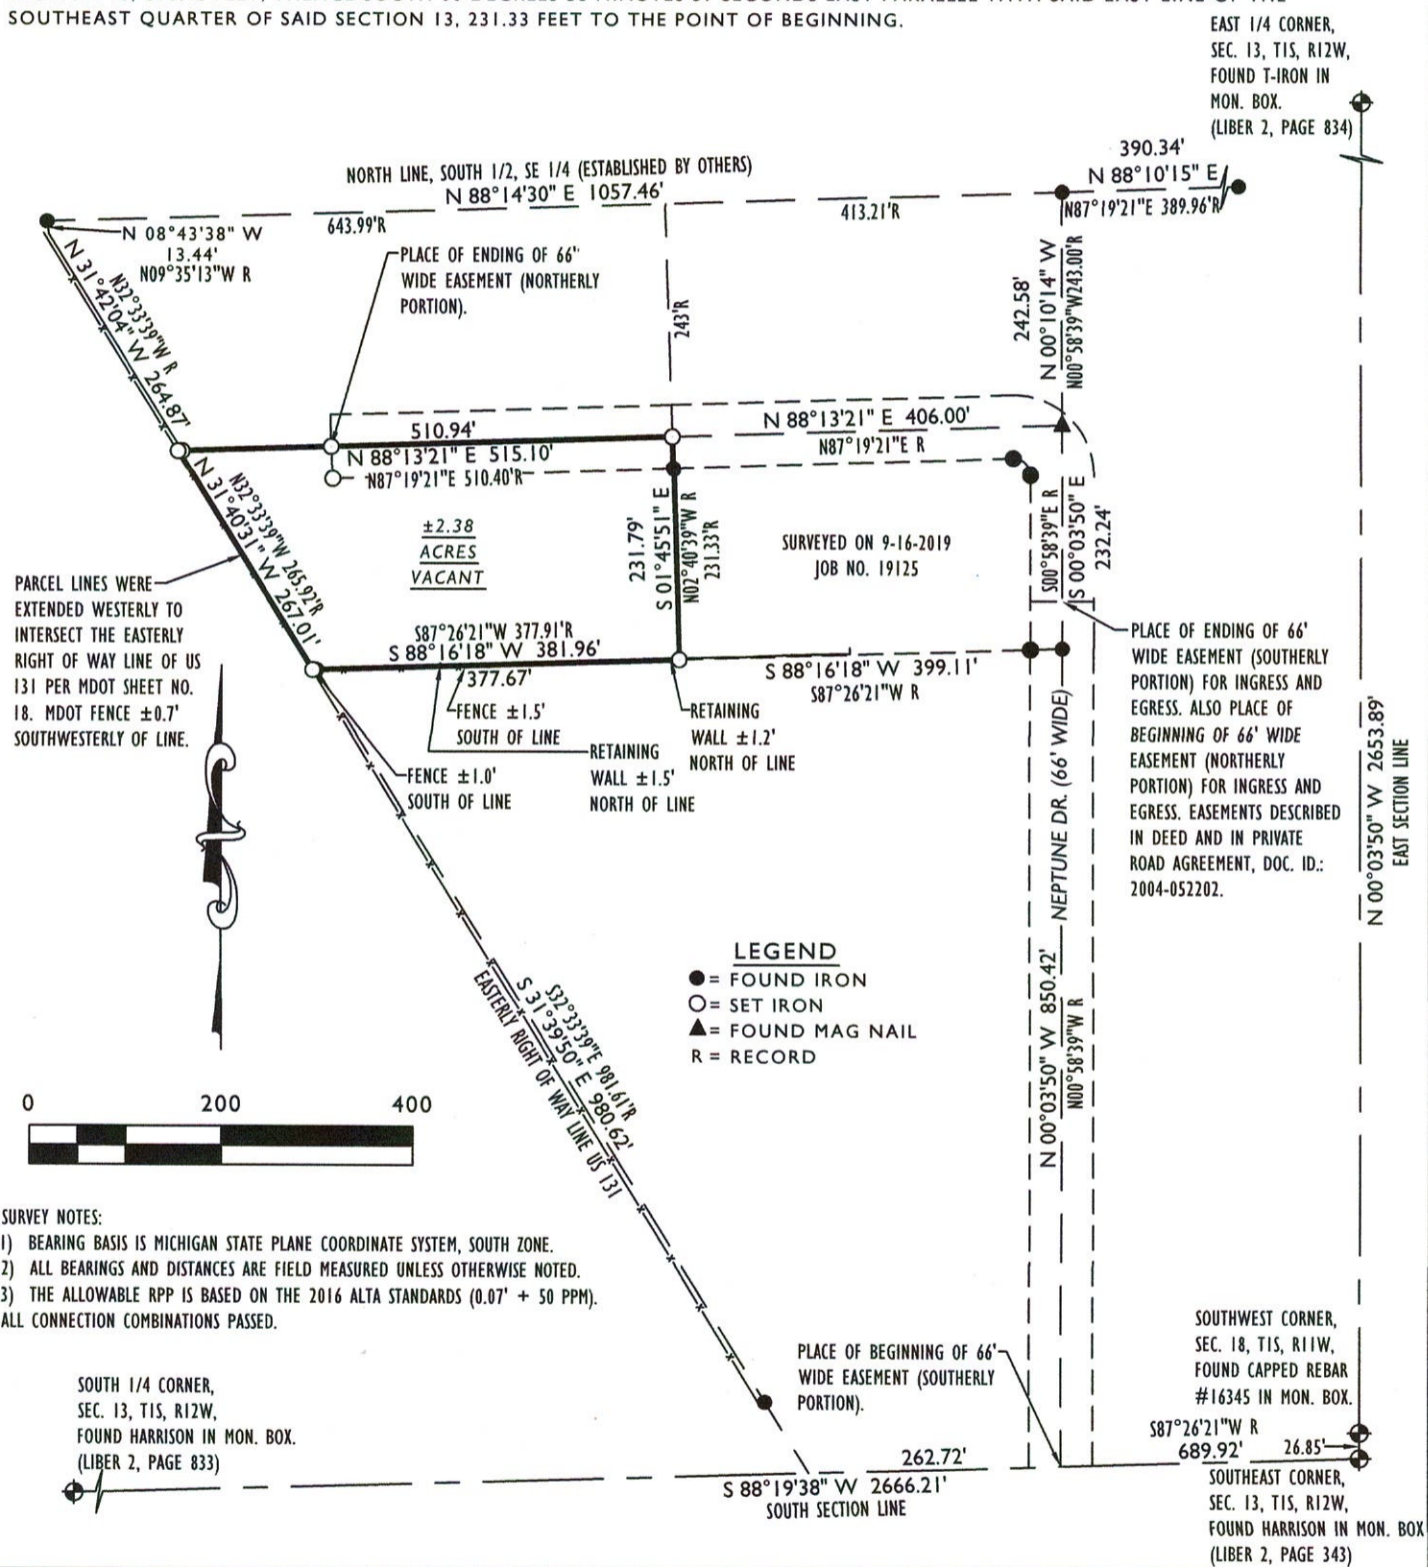 SOUTHEAST QUARTER OF SAID SECTION 13, 231.33 FEET TO THE POINT OF BEGINNING.
EAST 1/4 CORNER,
SEC. 13, T1S, R12W,
FOUND T-IRON IN
MON. BOX.
(LIBER 2, PAGE 834)
390.34'
N 88°10'15" E
N87°19'21"E 389.96'R
NORTH LINE, SOUTH 1/2, SE 1/4 (ESTABLISHED BY OTHERS)
N 88°14'30" E 1057.46'
643.99'R
413.21'R
N 08°43'38" W
13.44'
N09°35'13"W R
N 31°42'04" W 264.87'
N32°33'39"W R
PLACE OF ENDING OF 66'
WIDE EASEMENT (NORTHERLY
PORTION).
243'R
242.58'
N 00°10'14" W
N00°58'39"W243.00'R
510.94'
N 88°13'21" E 515.10'
N87°19'21"E 510.40'R
N 88°13'21" E 406.00'
N87°19'21"E R
N 31°40'31" W 267.01'
N32°33'39"W 265.92'R
±2.38
ACRES
VACANT
231.79'
S 01°45'51" E
N02°40'39"W R
231.33'R
SURVEYED ON 9-16-2019
JOB NO. 19125
S00°58'39"E R
S 00°03'50" E
232.24'
PARCEL LINES WERE
EXTENDED WESTERLY TO
INTERSECT THE EASTERLY
RIGHT OF WAY LINE OF US
131 PER MDOT SHEET NO.
18. MDOT FENCE ±0.7'
SOUTHWESTERLY OF LINE.
S87°26'21"W 377.91'R
S 88°16'18" W 381.96'
377.67'
S 88°16'18" W 399.11'
S87°26'21"W R
FENCE ±1.5'
SOUTH OF LINE
RETAINING
WALL ±1.5'
NORTH OF LINE
RETAINING
WALL ±1.2'
NORTH OF LINE
FENCE ±1.0'
SOUTH OF LINE
PLACE OF ENDING OF 66'
WIDE EASEMENT (SOUTHERLY
PORTION) FOR INGRESS AND
EGRESS. ALSO PLACE OF
BEGINNING OF 66' WIDE
EASEMENT (NORTHERLY
PORTION) FOR INGRESS AND
EGRESS. EASEMENTS DESCRIBED
IN DEED AND IN PRIVATE
ROAD AGREEMENT, DOC. ID.:
2004-052202.
N 00°03'50" W 2653.89'
EAST SECTION LINE
NEPTUNE DR. (66' WIDE)
N 00°03'50" W 850.42'
N00°58'39"W R
LEGEND
= FOUND IRON
= SET IRON
= FOUND MAG NAIL
R = RECORD
S32°33'39"E 981.61'R
S 31°39'50" E 980.62'
EASTERLY RIGHT OF WAY LINE US 131
0 200 400
SURVEY NOTES:
1) BEARING BASIS IS MICHIGAN STATE PLANE COORDINATE SYSTEM, SOUTH ZONE.
2) ALL BEARINGS AND DISTANCES ARE FIELD MEASURED UNLESS OTHERWISE NOTED.
3) THE ALLOWABLE RPP IS BASED ON THE 2016 ALTA STANDARDS (0.07' + 50 PPM).
ALL CONNECTION COMBINATIONS PASSED.
SOUTH 1/4 CORNER,
SEC. 13, T1S, R12W,
FOUND HARRISON IN MON. BOX.
(LIBER 2, PAGE 833)
PLACE OF BEGINNING OF 66'
WIDE EASEMENT (SOUTHERLY
PORTION).
SOUTHWEST CORNER,
SEC. 18, T1S, R11W,
FOUND CAPPED REBAR
#16345 IN MON. BOX.
S87°26'21"W R
689.92'
26.85'
262.72'
S 88°19'38" W 2666.21'
SOUTH SECTION LINE
SOUTHEAST CORNER,
SEC. 13, T1S, R12W,
FOUND HARRISON IN MON. BOX
(LIBER 2, PAGE 343)